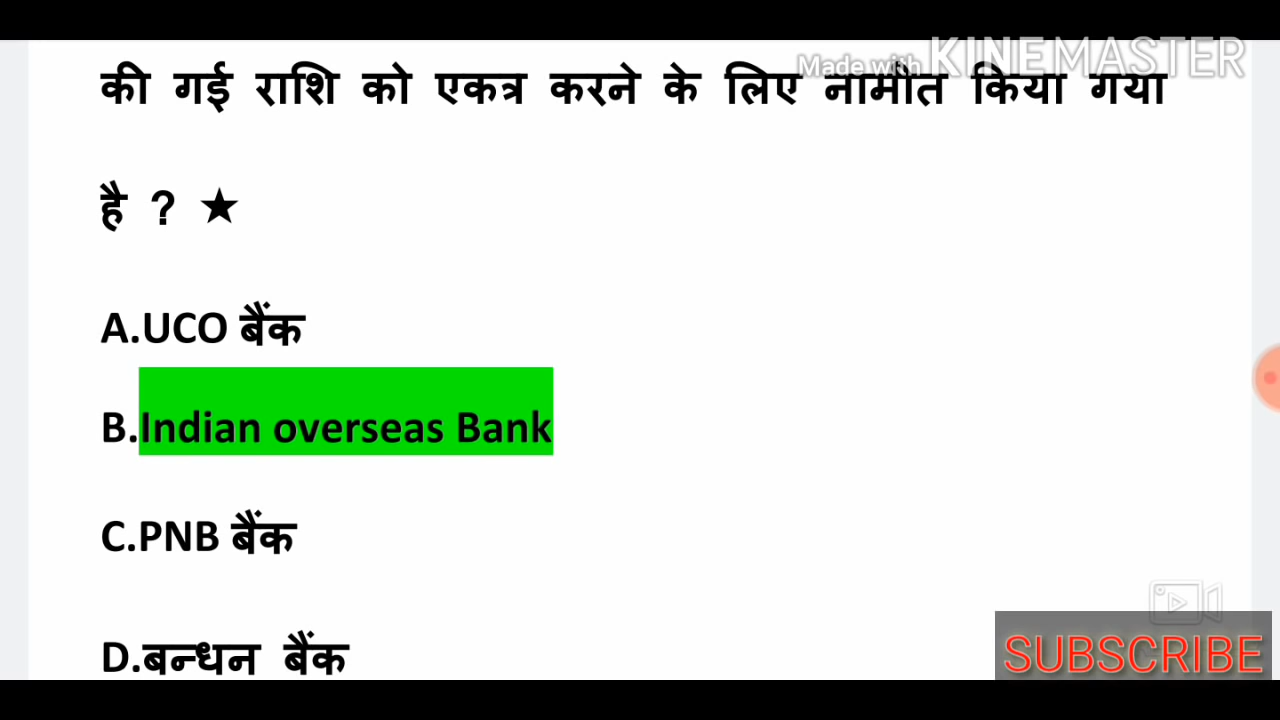 Made with KINEMASTER
की गई राशि को एकत्र करने के लिए नामीत किया गया
है ? ★
A.UCO बैंक
B.Indian overseas Bank
C.PNB बैंक
D.बन्धन बैंक
SUBSCRIBE